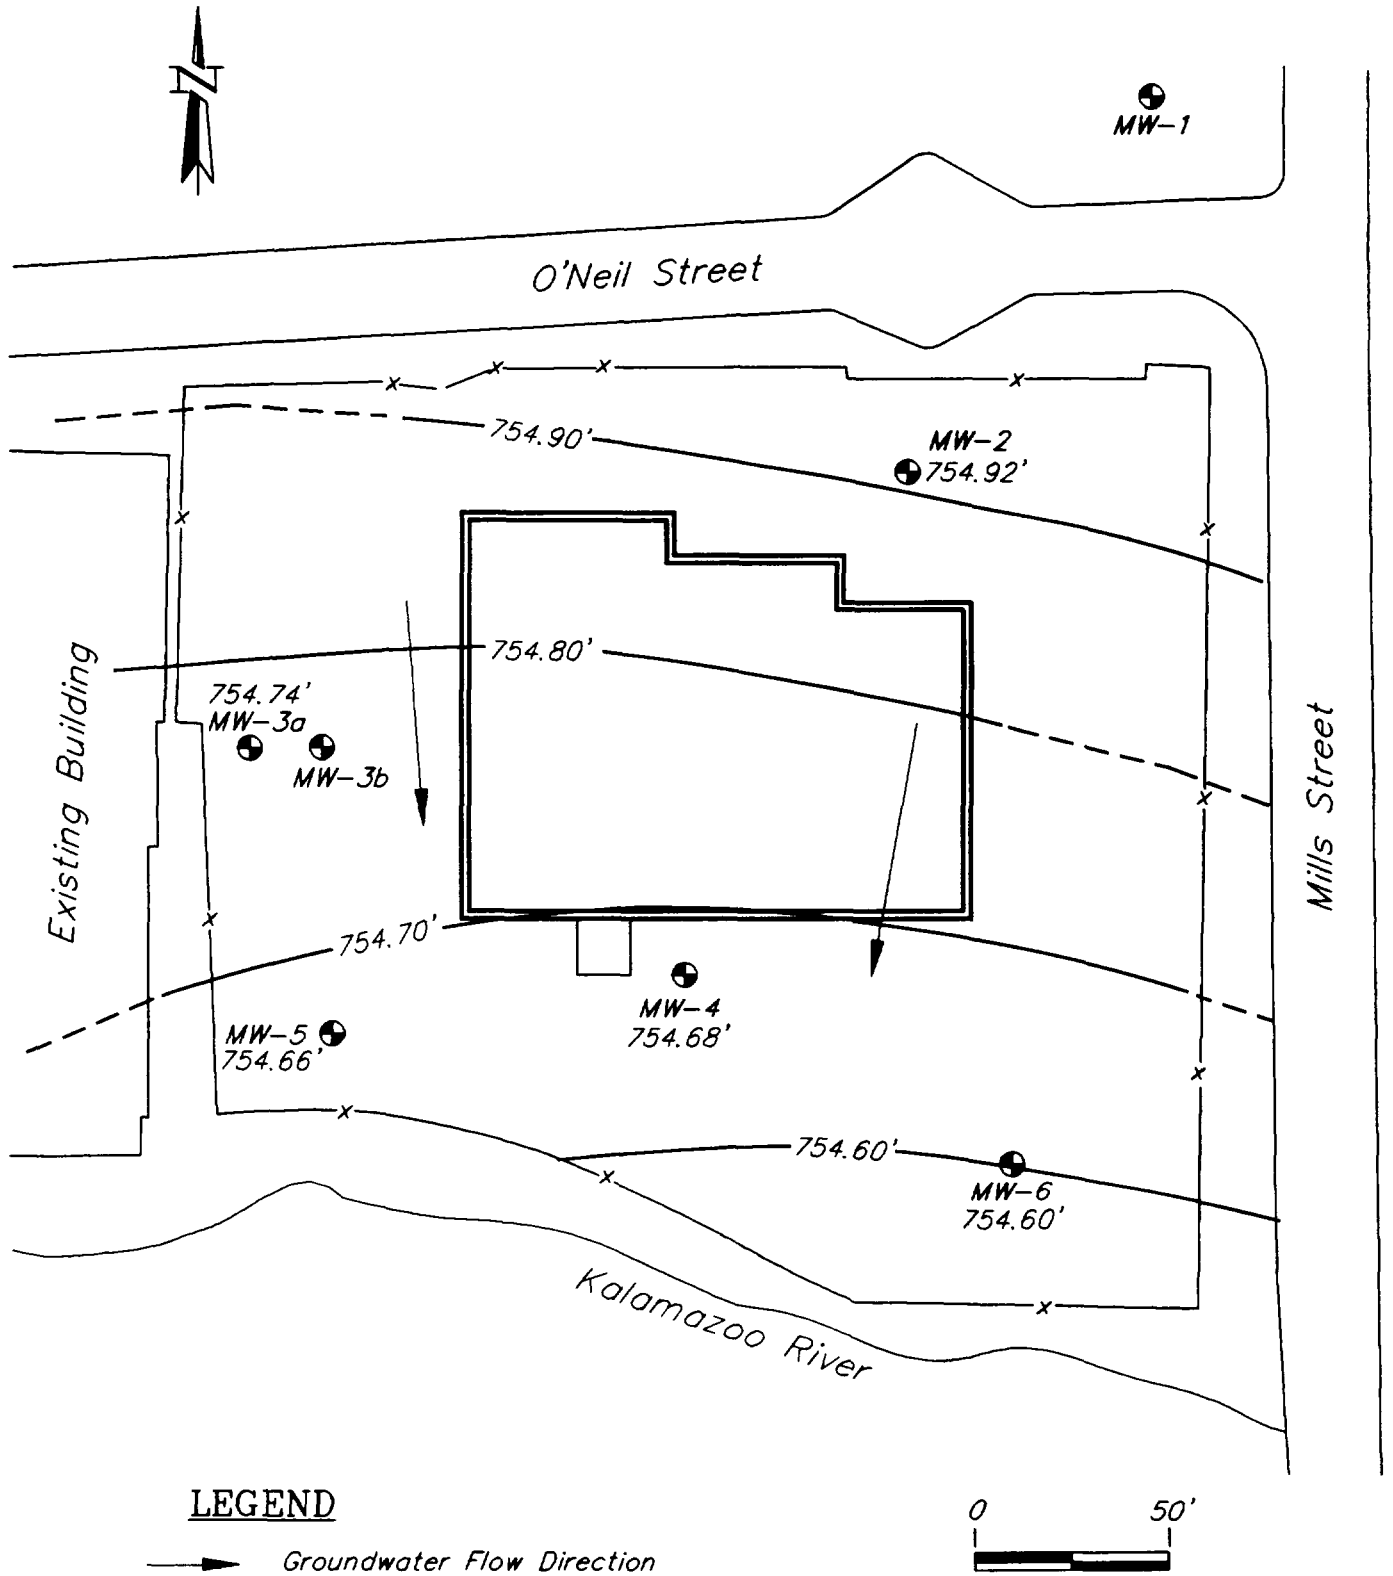 N
MW-1
O'Neil Street
754.90'
MW-2
754.92'
754.80'
754.74'
MW-3a
MW-3b
Existing Building
Mills Street
754.70'
MW-4
754.68'
MW-5
754.66'
754.60'
MW-6
754.60'
Kalamazoo River
LEGEND
Groundwater Flow Direction
0 50'